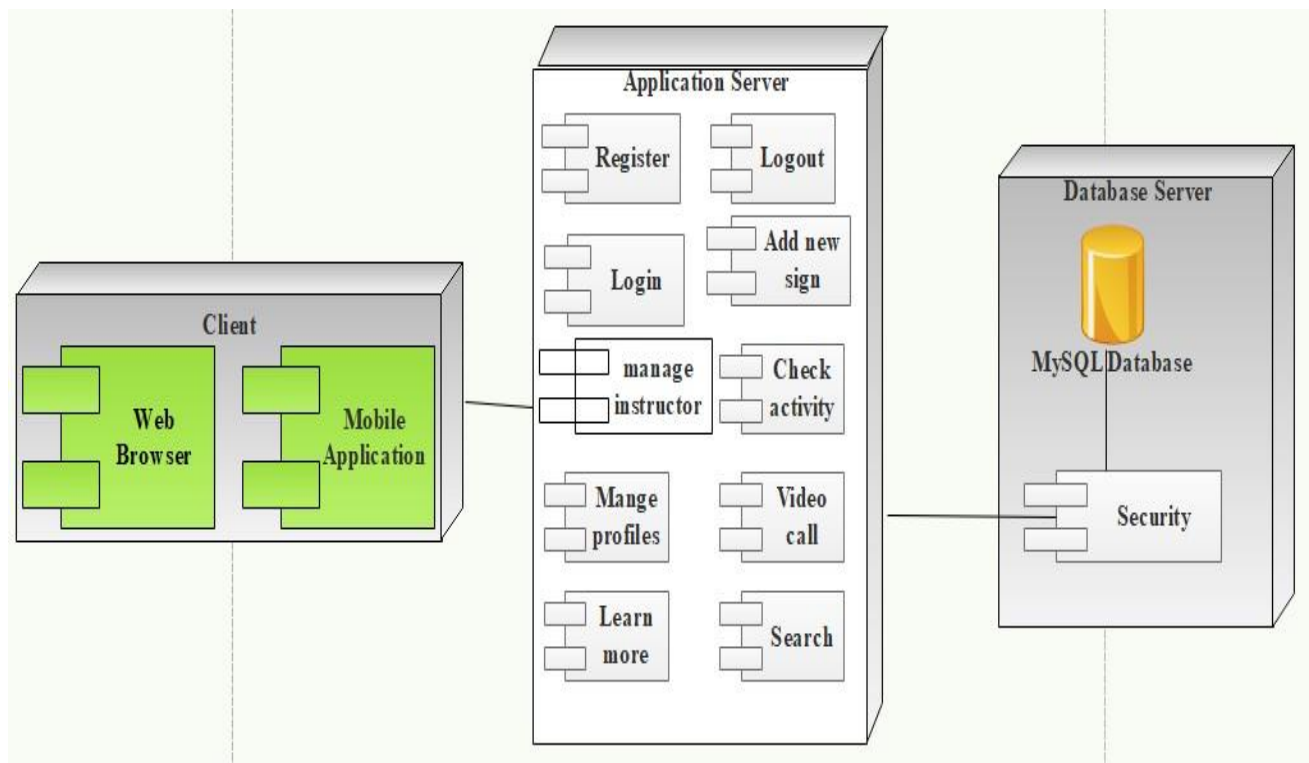 Application Server
Register
Logout
Login
Add new
sign
manage
instructor
Check
activity
Mange
profiles
Video
call
Learn
more
Search
Client
Web
Browser
Mobile
Application
Database Server
MySQL Database
Security